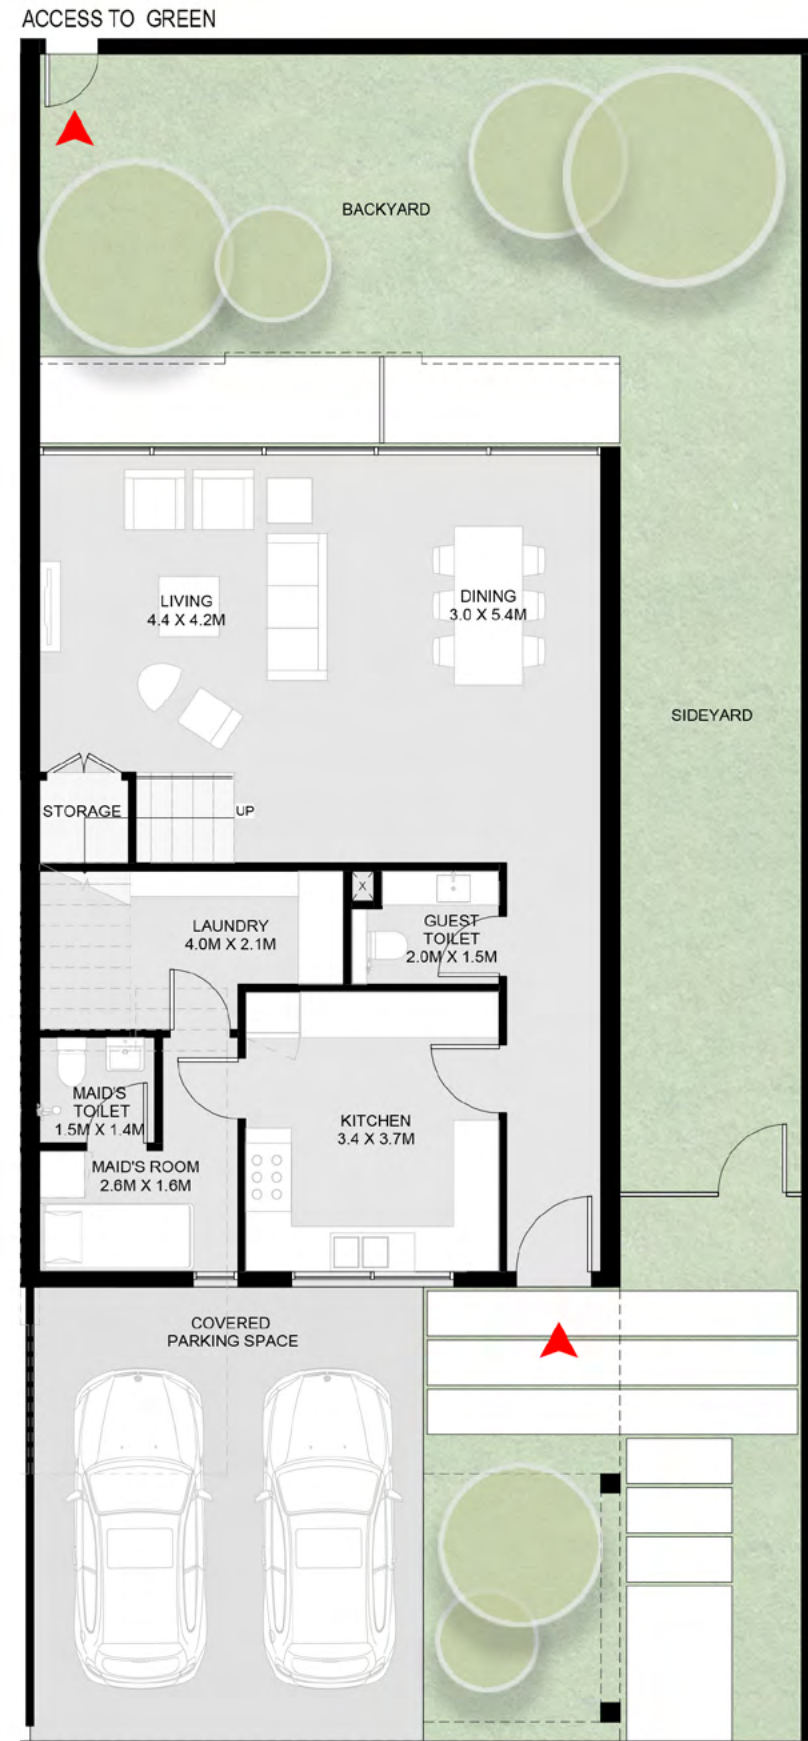 ACCESS TO GREEN
BACKYARD
LIVING
4.4 X 4.2M
DINING
3.0 X 5.4M
SIDEYARD
STORAGE
UP
X
LAUNDRY
4.0M X 2.1M
GUEST
TOILET
2.0M X 1.5M
MAID'S
TOILET
1.5M X 1.4M
KITCHEN
3.4 X 3.7M
MAID'S ROOM
2.6M X 1.6M
COVERED
PARKING SPACE